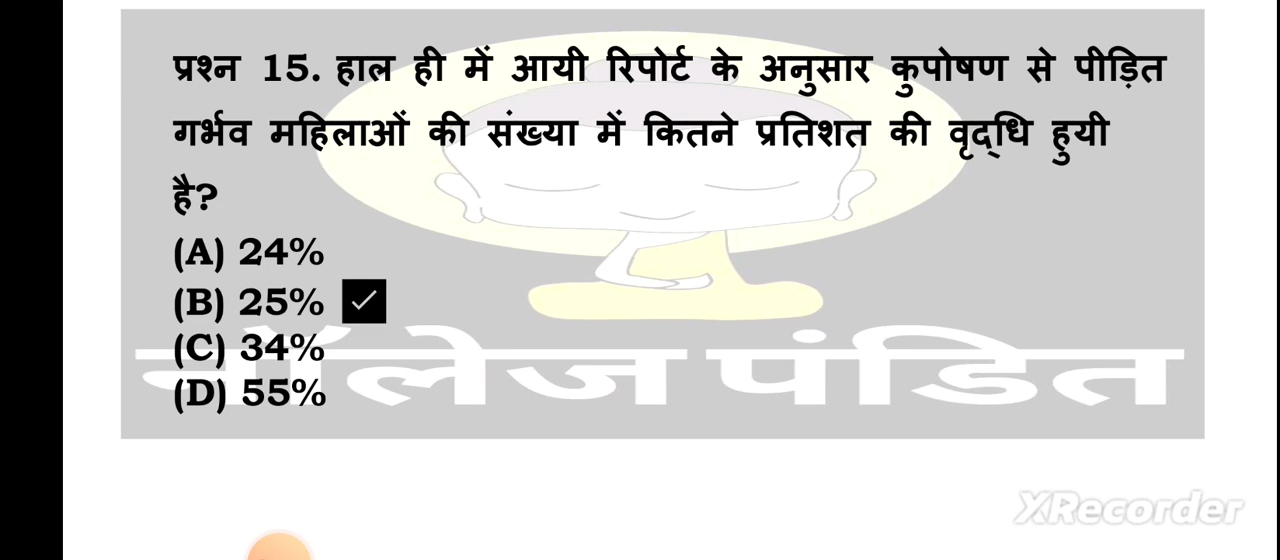 प्रश्न 15. हाल ही में आयी रिपोर्ट के अनुसार कुपोषण से पीड़ित
गर्भव महिलाओं की संख्या में कितने प्रतिशत की वृद्धि हुयी
है?
(A) 24%
(B) 25% ✓
(C) 34%
(D) 55%
नॉलेज पंडित
XRecorder